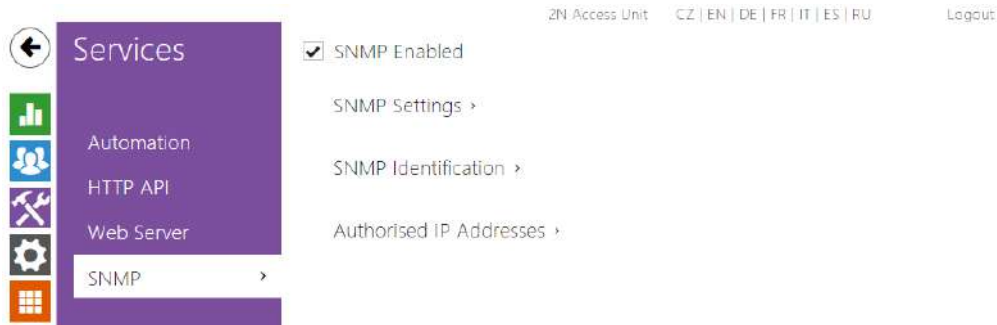 2N Access Unit CZ | EN | DE | FR | IT | ES | RU Logout
Services
Automation
HTTP API
Web Server
SNMP ›
SNMP Enabled
SNMP Settings ›
SNMP Identification ›
Authorised IP Addresses ›